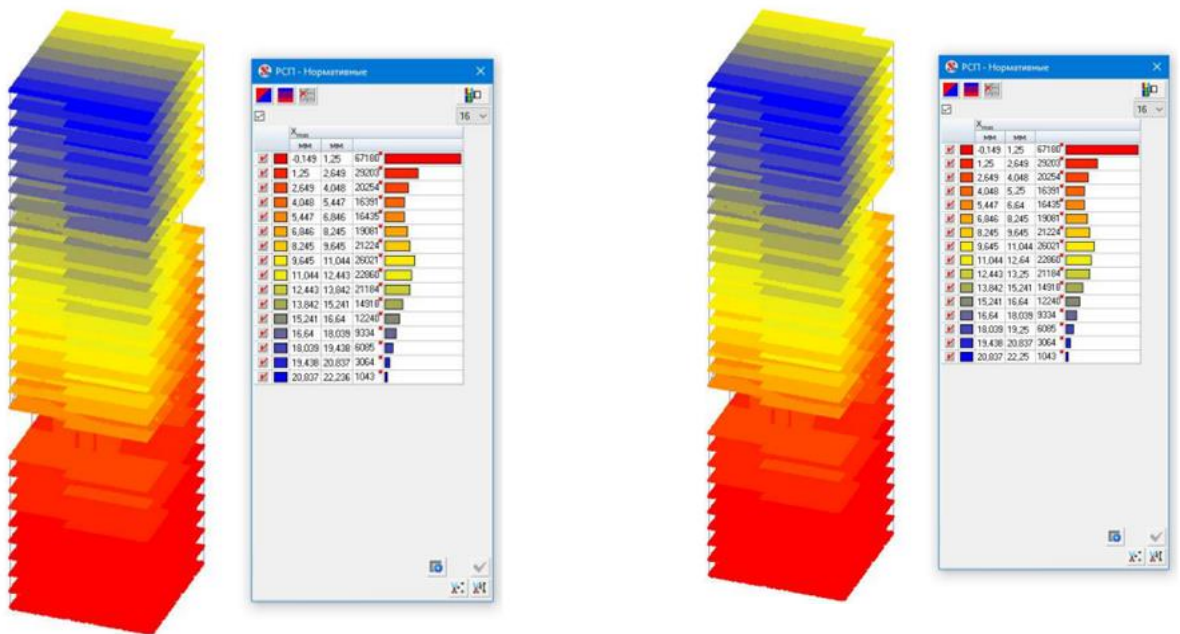 РСП - Нормативные
16
Xmax
мм мм
-0,149 1,25 67180
1,25 2,649 29203
2,649 4,048 20254
4,048 5,447 16391
5,447 6,846 16435
6,846 8,245 19081
8,245 9,645 21224
9,645 11,044 26021
11,044 12,443 22860
12,443 13,842 21184
13,842 15,241 14918
15,241 16,64 12240
16,64 18,039 9334
18,039 19,438 6085
19,438 20,837 3064
20,837 22,236 1043
РСП - Нормативные
16
Xmax
мм мм
-0,149 1,25 67180
1,25 2,649 29203
2,649 4,048 20254
4,048 5,25 16391
5,447 6,64 16435
6,846 8,245 19081
8,245 9,645 21224
9,645 11,044 26021
11,044 12,64 22860
12,443 13,25 21184
13,842 15,241 14918
15,241 16,64 12240
16,64 18,039 9334
18,039 19,25 6085
19,438 20,837 3064
20,837 22,25 1043